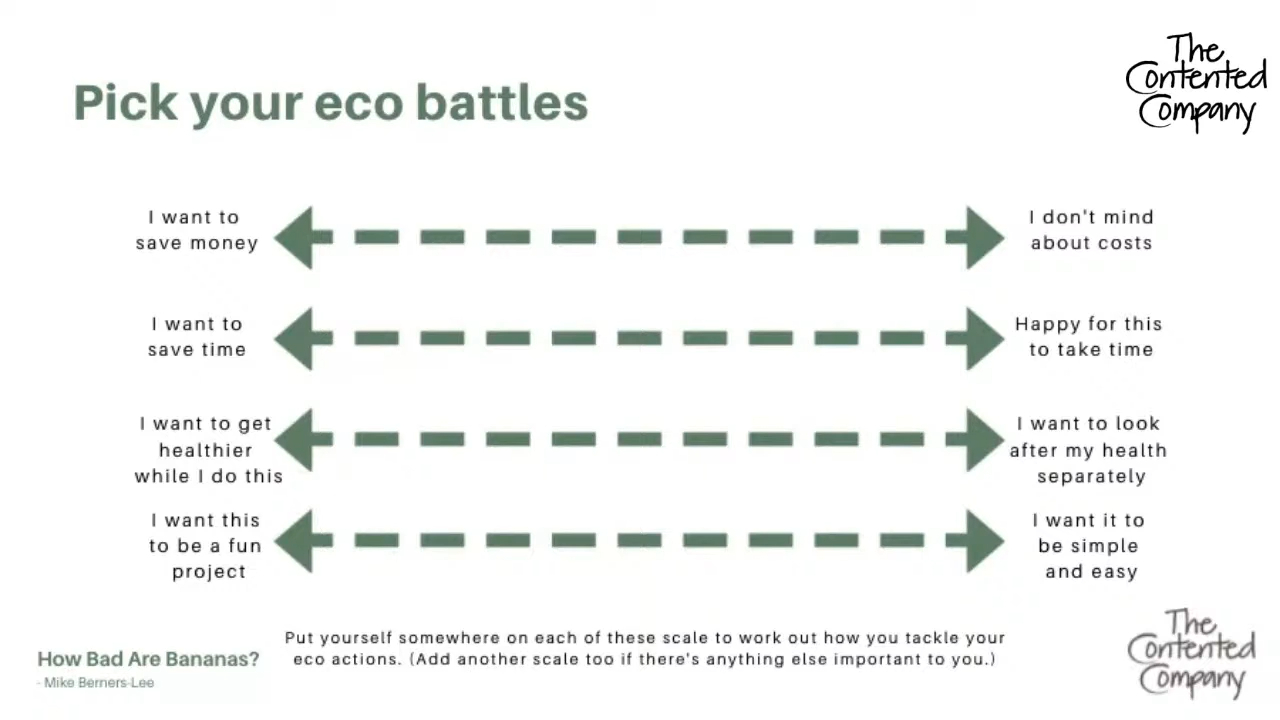 The
Contented
Company
Pick your eco battles
I want to
save money
I don't mind
about costs
I want to
save time
Happy for this
to take time
I want to get
healthier
while I do this
I want to look
after my health
separately
I want this
to be a fun
project
I want it to
be simple
and easy
Put yourself somewhere on each of these scale to work out how you tackle your
eco actions. (Add another scale too if there's anything else important to you.)
How Bad Are Bananas?
- Mike Berners-Lee
The
Contented
Company